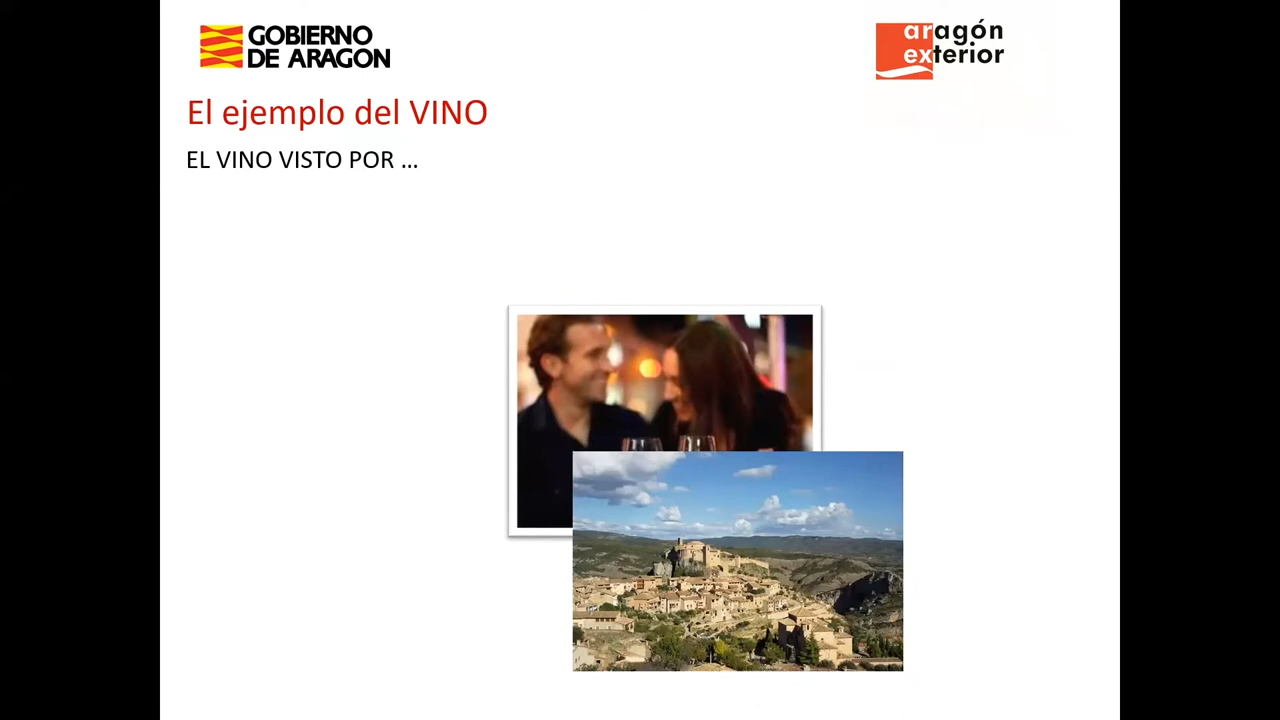 GOBIERNO
DE ARAGON
aragón
exterior
El ejemplo del VINO
EL VINO VISTO POR ...